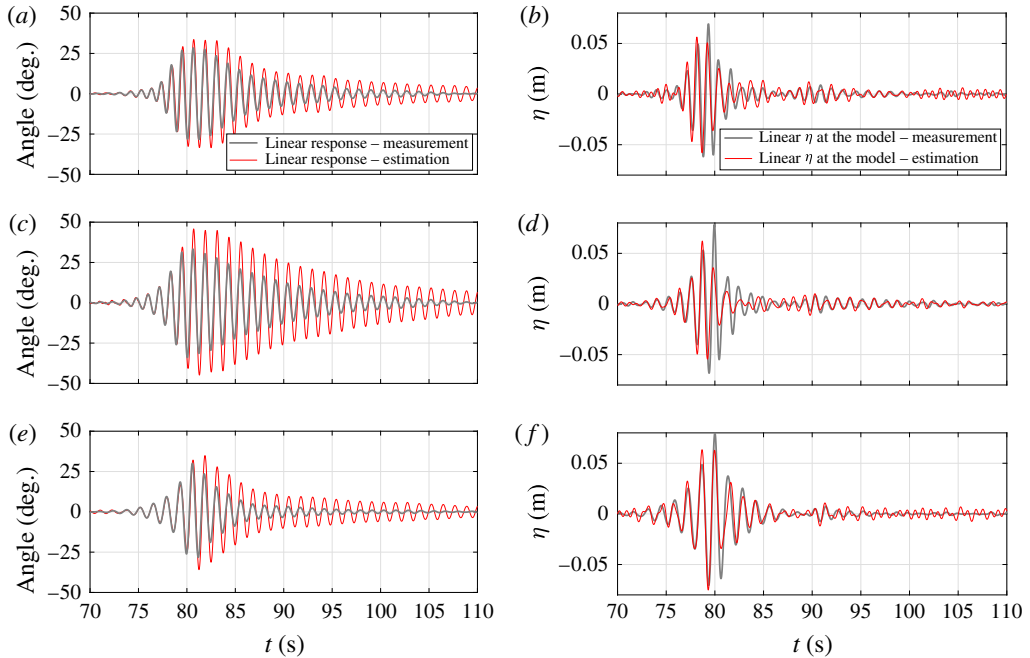 (a)
50
25
0
−25
−50
Angle (deg.)
Linear response – measurement
Linear response – estimation
(b)
0.05
0
−0.05
η (m)
Linear η at the model – measurement
Linear η at the model – estimation
(c)
50
25
0
−25
−50
Angle (deg.)
(d)
0.05
0
−0.05
η (m)
(e)
50
25
0
−25
−50
Angle (deg.)
70 75 80 85 90 95 100 105 110
t (s)
(f)
0.05
0
−0.05
η (m)
70 75 80 85 90 95 100 105 110
t (s)